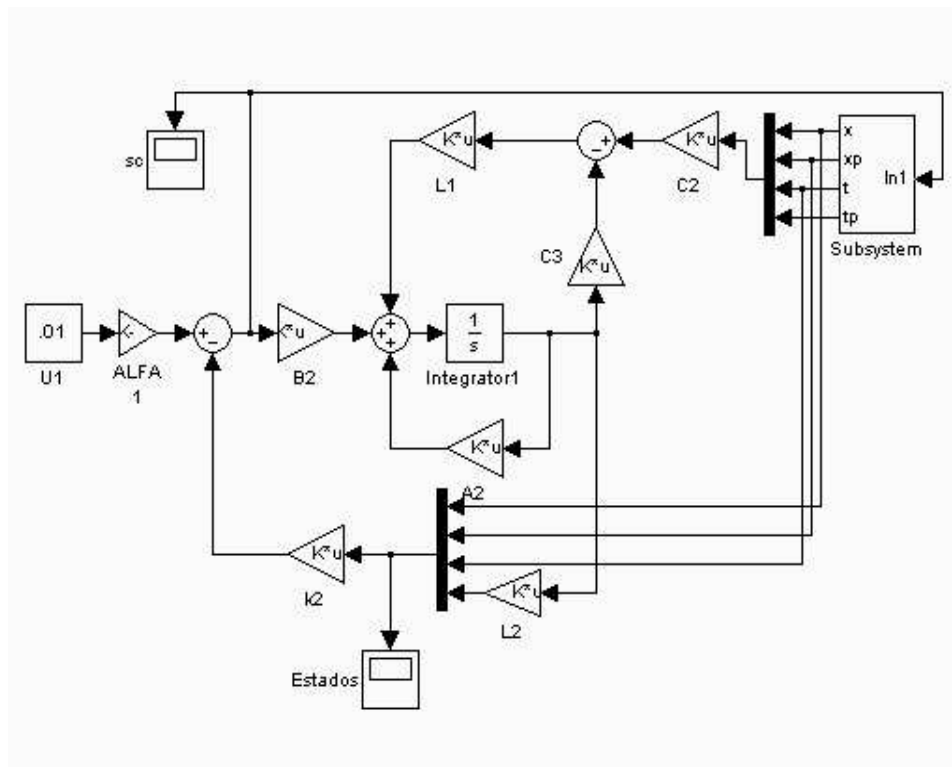 sc
K*u
L1
K*u
C2
x
xp
t
tp
In1
Subsystem
C3
K*u
.01
U1
K-
ALFA
1
K*u
B2
1
s
Integrator1
K*u
A2
K*u
k2
K*u
L2
Estados